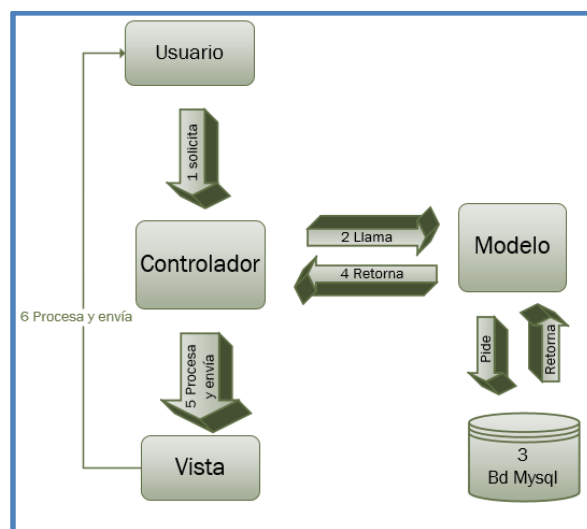 Usuario
1 solicita
2 Llama
Modelo
Controlador
4 Retorna
6 Procesa y envía
5 Procesa
y envía
Pide
Retorna
3
Bd Mysql
Vista